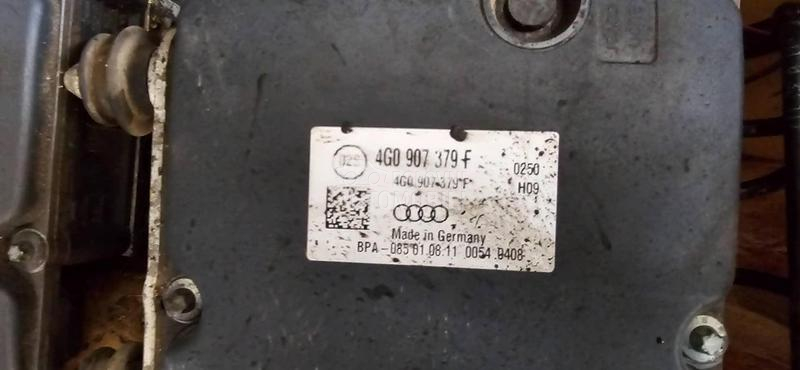 4G0 907 379 F
0250
4G0 907 379 F
H09
Made in Germany
BPA-085 01.08.11 0054 0408